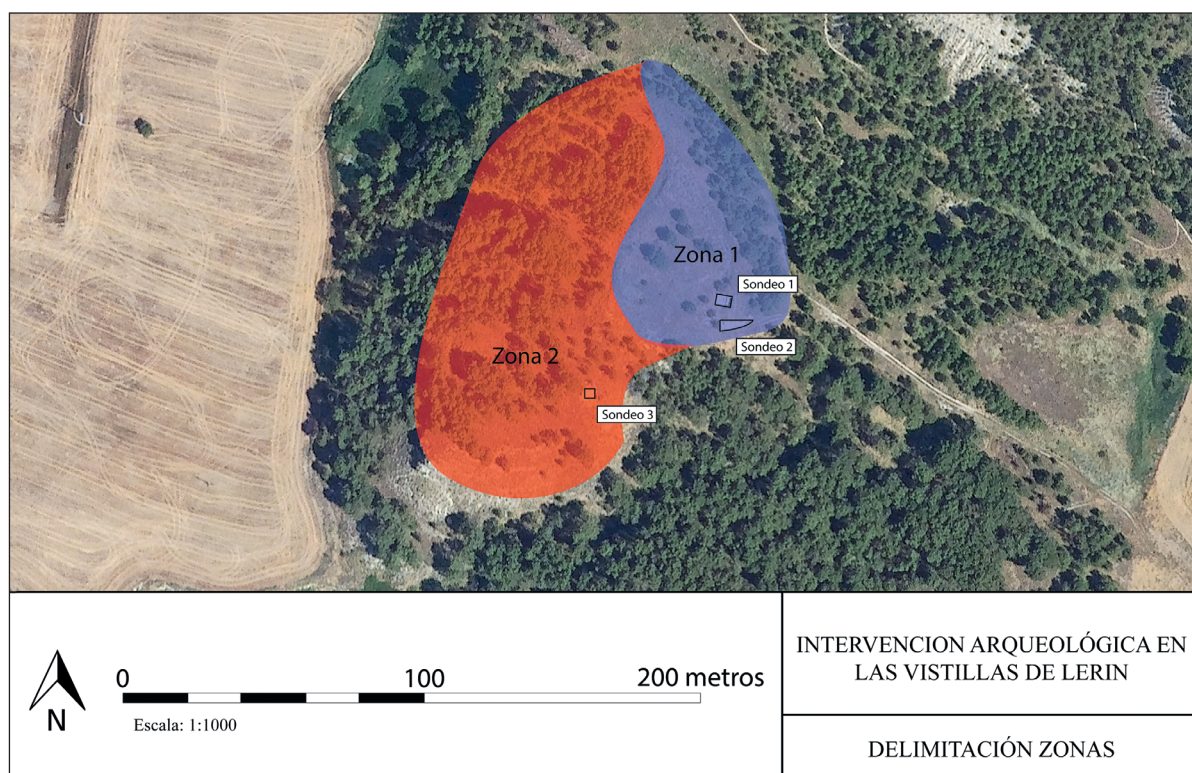 Zona 1
Sondeo 1
Sondeo 2
Zona 2
Sondeo 3
N
0 100 200 metros
Escala: 1:1000
INTERVENCION ARQUEOLÓGICA EN
LAS VISTILLAS DE LERIN
DELIMITACIÓN ZONAS